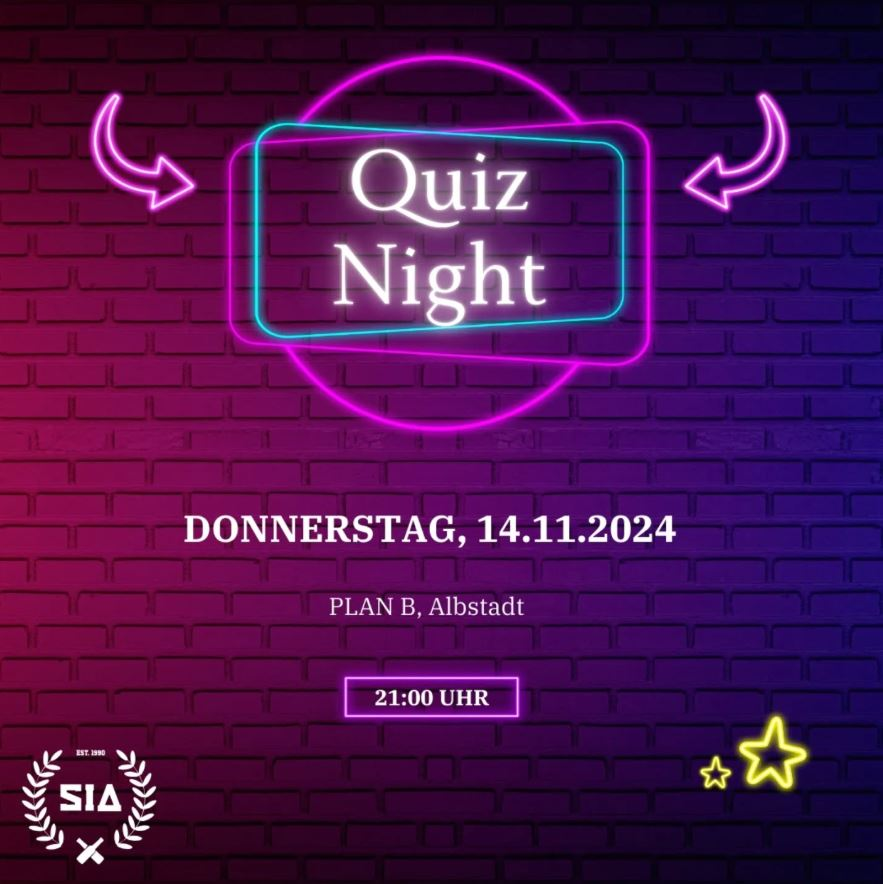 Quiz
Night
DONNERSTAG, 14.11.2024
PLAN B, Albstadt
21:00 UHR
EST. 1990
SIA